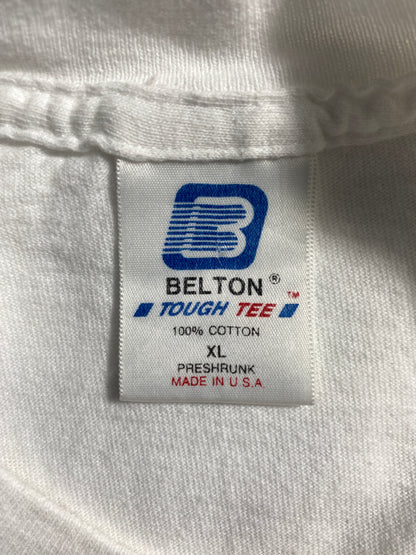 B
BELTON®
TOUGH TEE™
100% COTTON
XL
PRESHRUNK
MADE IN U.S.A